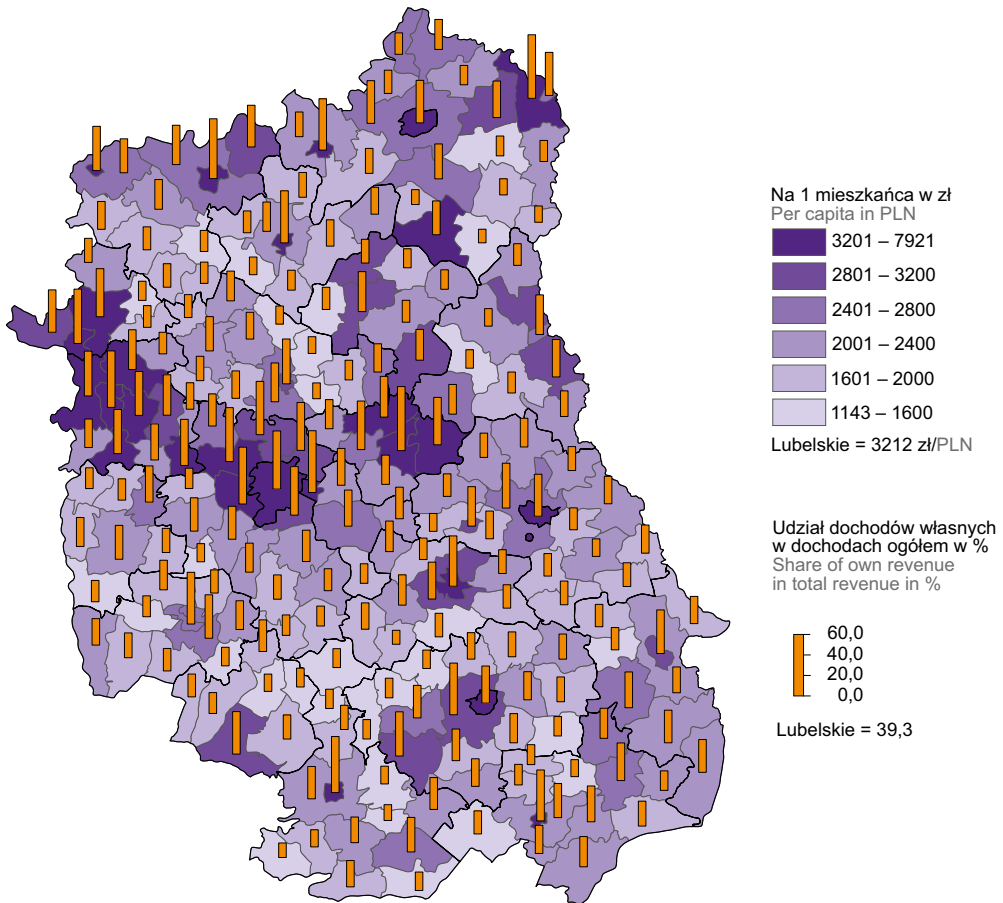 Na 1 mieszkańca w zł
Per capita in PLN
3201 – 7921
2801 – 3200
2401 – 2800
2001 – 2400
1601 – 2000
1143 – 1600
Lubelskie = 3212 zł/PLN
Udział dochodów własnych
w dochodach ogółem w %
Share of own revenue
in total revenue in %
60,0
40,0
20,0
0,0
Lubelskie = 39,3